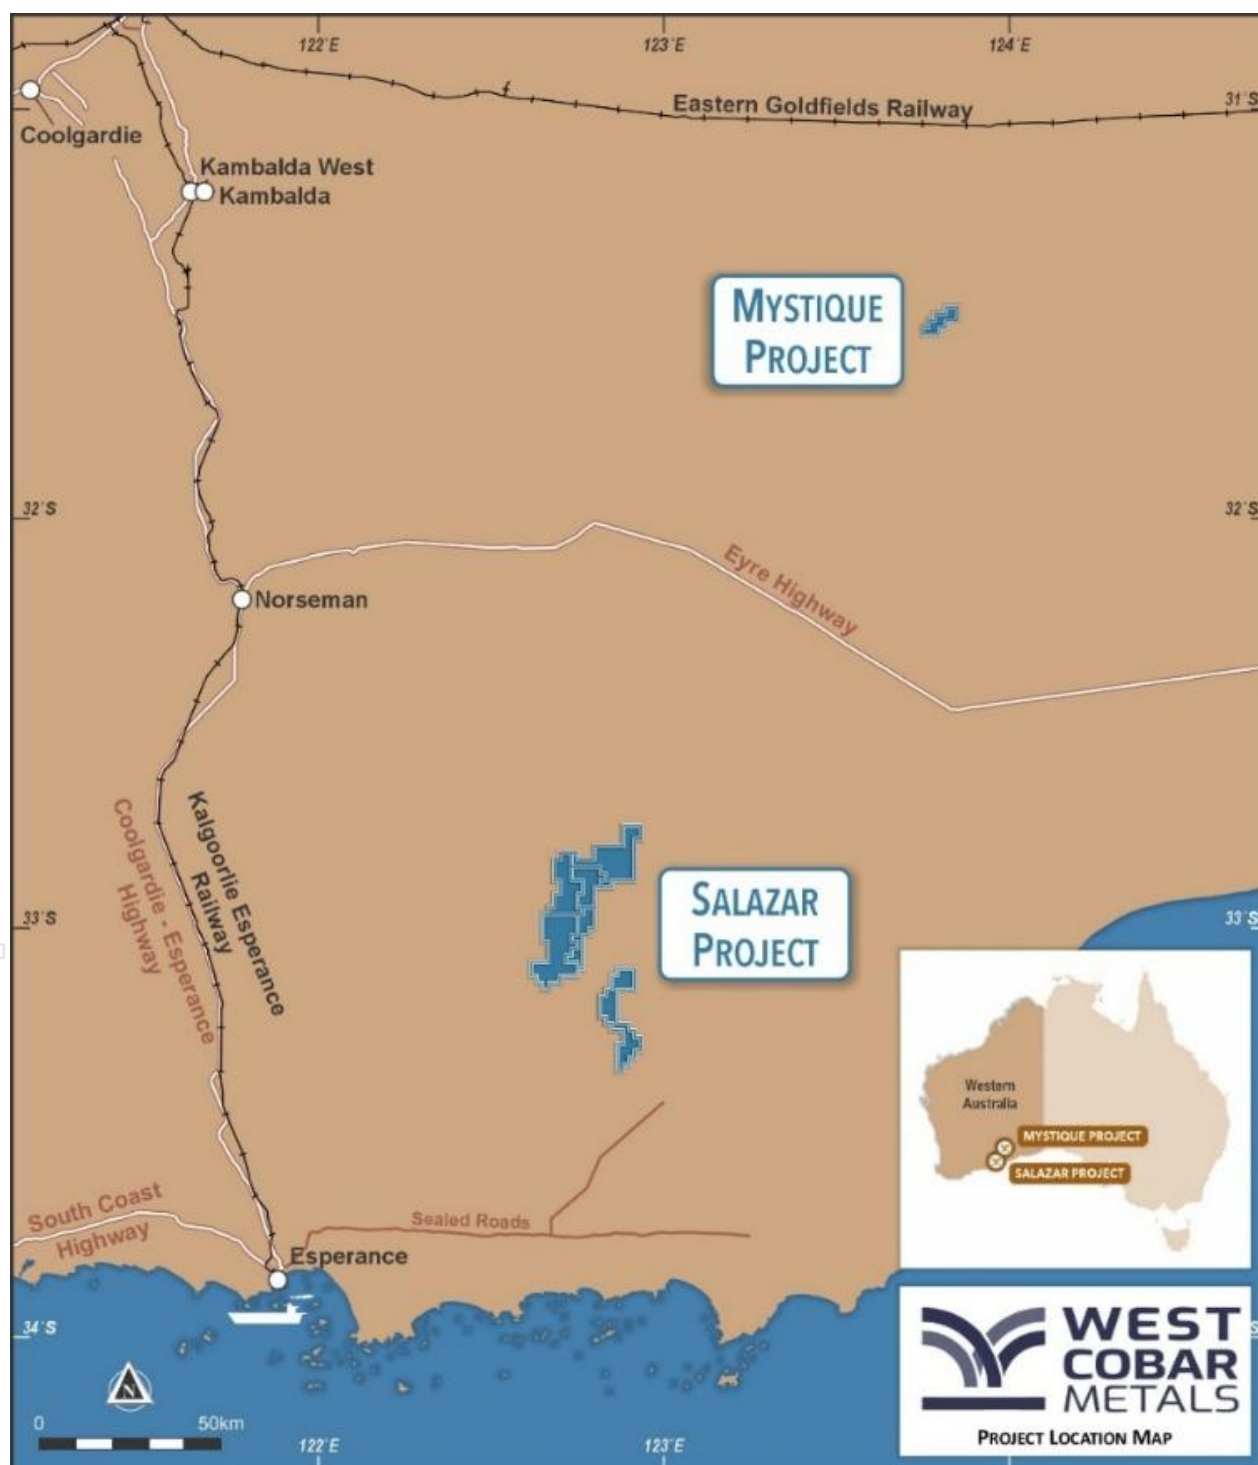 122°E
123°E
124°E
Eastern Goldfields Railway
31°S
Coolgardie
Kambalda West
Kambalda
MYSTIQUE
PROJECT
32°S
32°S
Eyre Highway
Norseman
Coolgardie - Esperance
Highway
Kalgoorlie Esperance
Railway
SALAZAR
PROJECT
33°S
33°S
Western
Australia
MYSTIQUE PROJECT
SALAZAR PROJECT
South Coast
Highway
Sealed Roads
Esperance
34°S
S
N
0 50km
122°E
123°E
WEST
COBAR
METALS
PROJECT LOCATION MAP